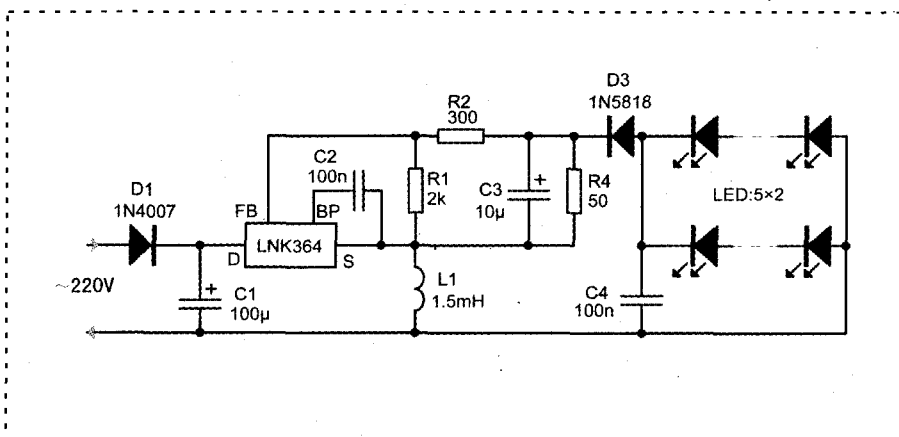 D3
1N5818
R2
300
C2
100n
R1
2k
C3
+
10µ
R4
50
LED:5×2
D1
1N4007
FB
BP
LNK364
D
S
~220V
+
C1
100µ
L1
1.5mH
C4
100n